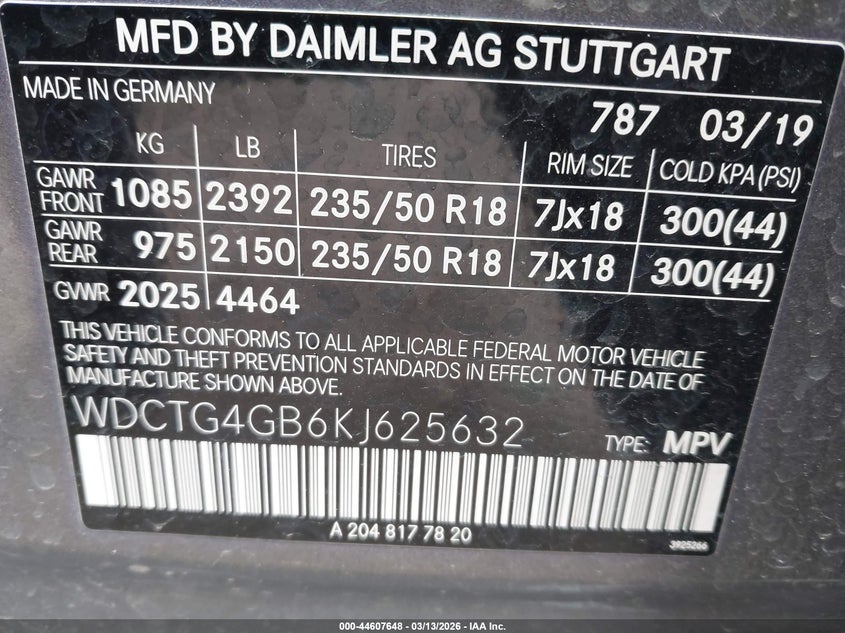 MFD BY DAIMLER AG STUTTGART
MADE IN GERMANY
787 03/19
KG LB TIRES RIM SIZE COLD KPA (PSI)
GAWR FRONT 1085 2392 235/50 R18 7Jx18 300(44)
GAWR REAR 975 2150 235/50 R18 7Jx18 300(44)
GVWR 2025 4464
THIS VEHICLE CONFORMS TO ALL APPLICABLE FEDERAL MOTOR VEHICLE
SAFETY AND THEFT PREVENTION STANDARDS IN EFFECT ON THE DATE OF
MANUFACTURE SHOWN ABOVE.
WDCTG4GB6KJ625632 TYPE: MPV
A 204 817 78 20
3925266
000-44607648 - 03/13/2026 - IAA Inc.